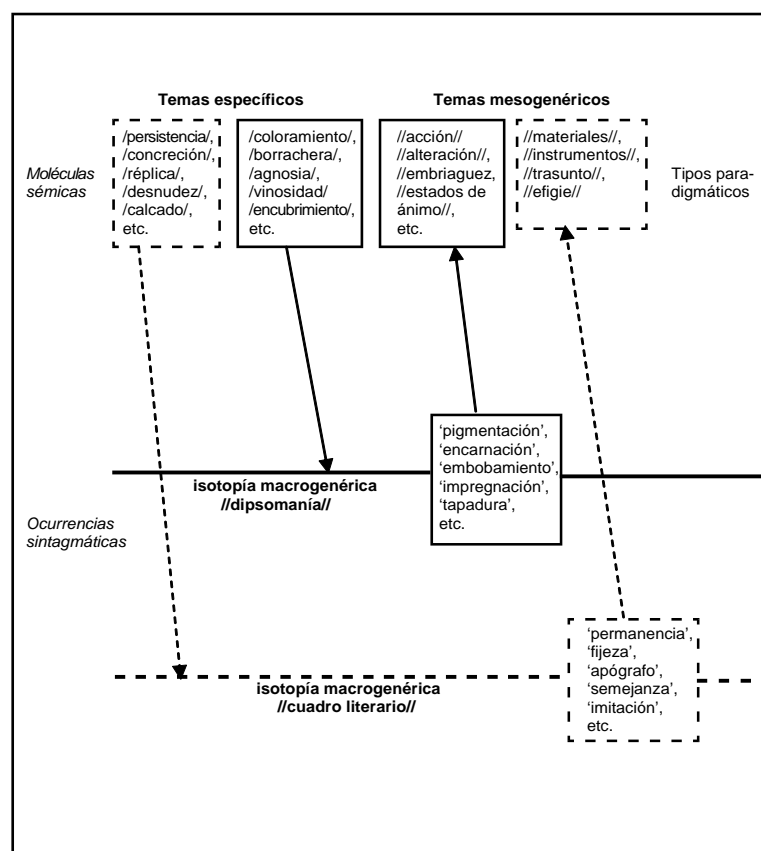 Temas específicos
Temas mesogenéricos
Moléculas
sémicas
/persistencia/,
/concreción/,
/réplica/,
/desnudez/,
/calcado/,
etc.
/coloramiento/,
/borrachera/,
/agnosia/,
/vinosidad/
/encubrimiento/,
etc.
//acción//
//alteración//,
//embriaguez,
//estados de
ánimo//,
etc.
//materiales//,
//instrumentos//,
//trasunto//,
//efigie//
Tipos para-
digmáticos
‘pigmentación’,
‘encarnación’,
‘embobamiento’,
‘impregnación’,
‘tapadura’,
etc.
isotopía macrogenérica
//dipsomanía//
Ocurrencias
sintagmáticas
‘permanencia’,
‘fijeza’,
‘apógrafo’,
‘semejanza’,
‘imitación’,
etc.
isotopía macrogenérica
//cuadro literario//